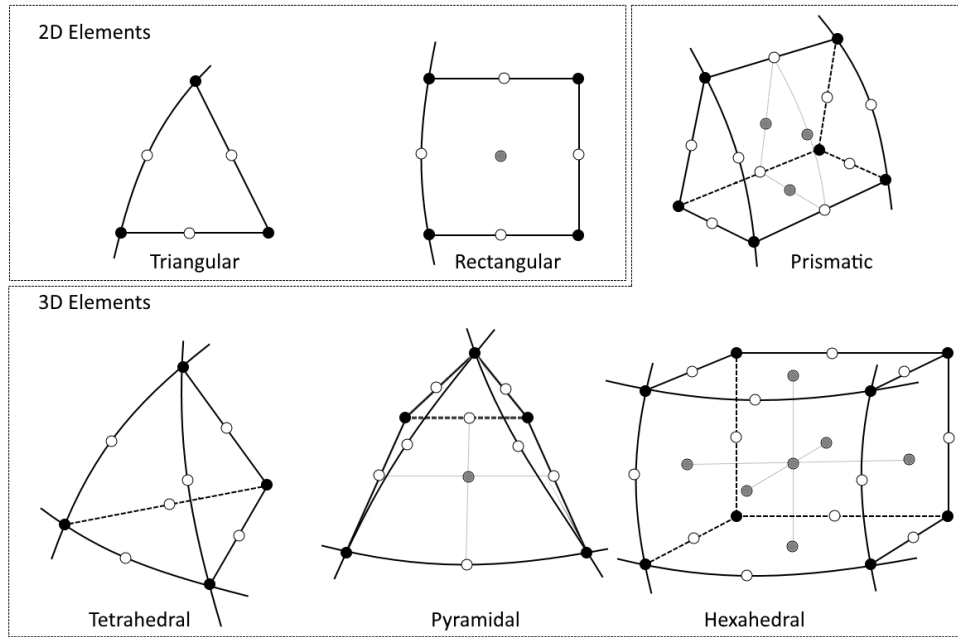 2D Elements
Triangular
Rectangular
Prismatic
3D Elements
Tetrahedral
Pyramidal
Hexahedral